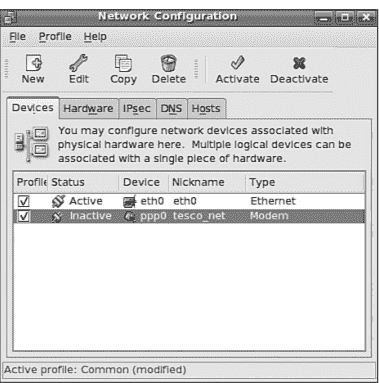 Network Configuration
File Profile Help
New Edit Copy Delete Activate Deactivate
Devices Hardware IPsec DNS Hosts
You may configure network devices associated with
physical hardware here. Multiple logical devices can be
associated with a single piece of hardware.
Profile Status Device Nickname Type
Active eth0 eth0 Ethernet
Inactive ppp0 tesco_net Modem
Active profile: Common (modified)